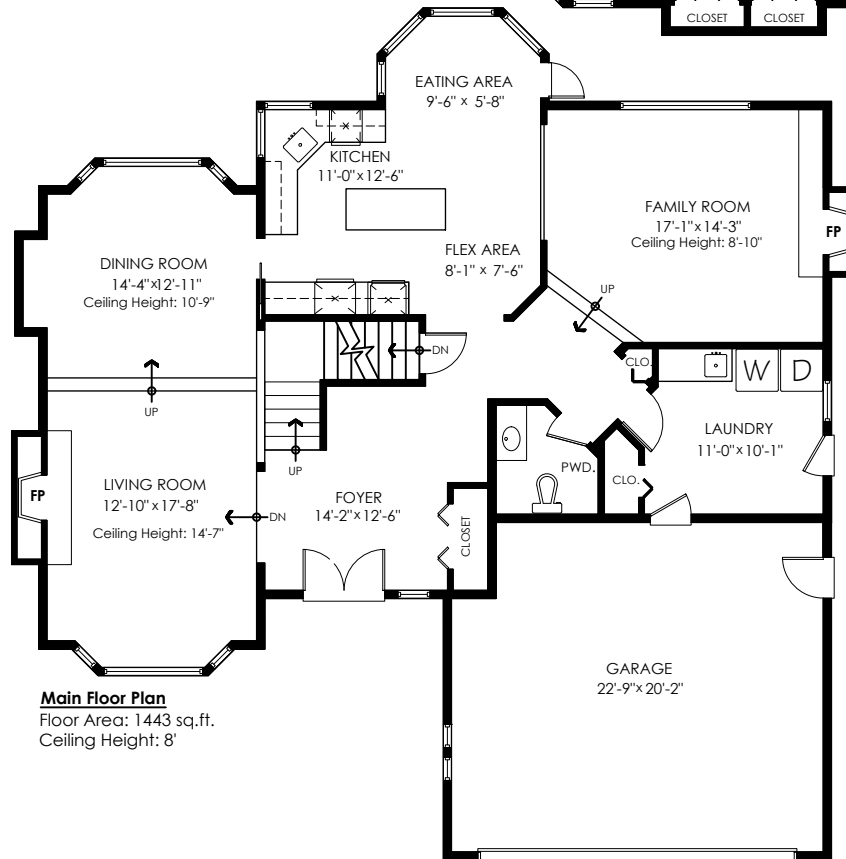 CLOSET
CLOSET
EATING AREA
9'-6" x 5'-8"
KITCHEN
11'-0"x12'-6"
FAMILY ROOM
17'-1"x14'-3"
Ceiling Height: 8'-10"
FP
FLEX AREA
8'-1" x 7'-6"
DINING ROOM
14'-4"x12'-11"
Ceiling Height: 10'-9"
UP
DN
CLO.
W
D
UP
LAUNDRY
11'-0"x10'-1"
UP
PWD.
CLO.
LIVING ROOM
12'-10"x17'-8"
Ceiling Height: 14'-7"
FP
DN
FOYER
14'-2"x12'-6"
CLOSET
GARAGE
22'-9"x 20'-2"
Main Floor Plan
Floor Area: 1443 sq.ft.
Ceiling Height: 8'